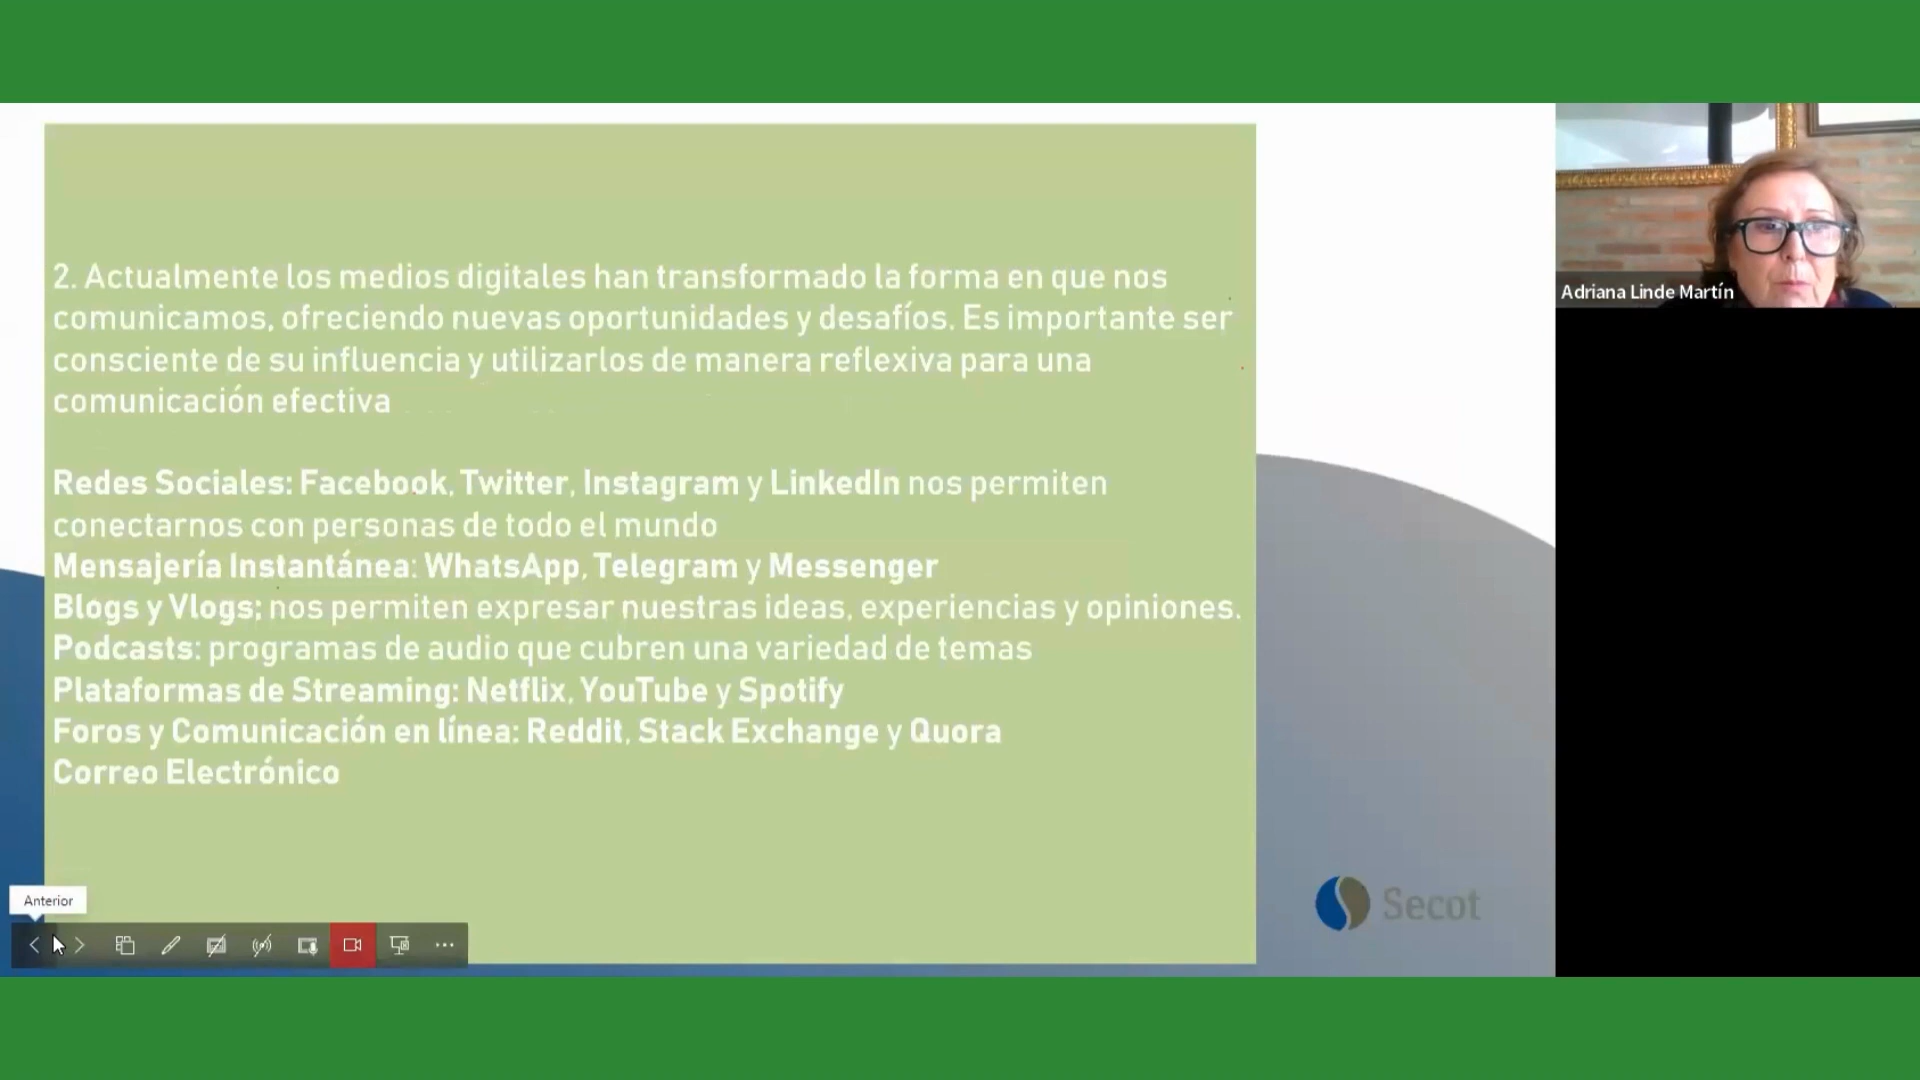 2. Actualmente los medios digitales han transformado la forma en que nos
comunicamos, ofreciendo nuevas oportunidades y desafíos. Es importante ser
consciente de su influencia y utilizarlos de manera reflexiva para una
comunicación efectiva
Redes Sociales: Facebook, Twitter, Instagram y LinkedIn nos permiten
conectarnos con personas de todo el mundo
Mensajería Instantánea: WhatsApp, Telegram y Messenger
Blogs y Vlogs; nos permiten expresar nuestras ideas, experiencias y opiniones.
Podcasts: programas de audio que cubren una variedad de temas
Plataformas de Streaming: Netflix, YouTube y Spotify
Foros y Comunicación en línea: Reddit, Stack Exchange y Quora
Correo Electrónico
Anterior
Secot
Adriana Linde Martín